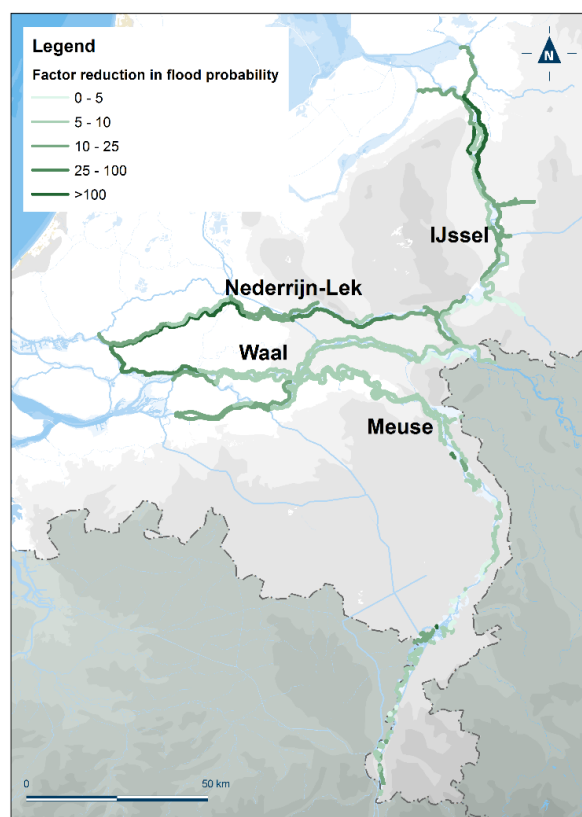 Legend
Factor reduction in flood probability
0 - 5
5 - 10
10 - 25
25 - 100
>100
N
IJssel
Nederrijn-Lek
Waal
Meuse
0 50 km